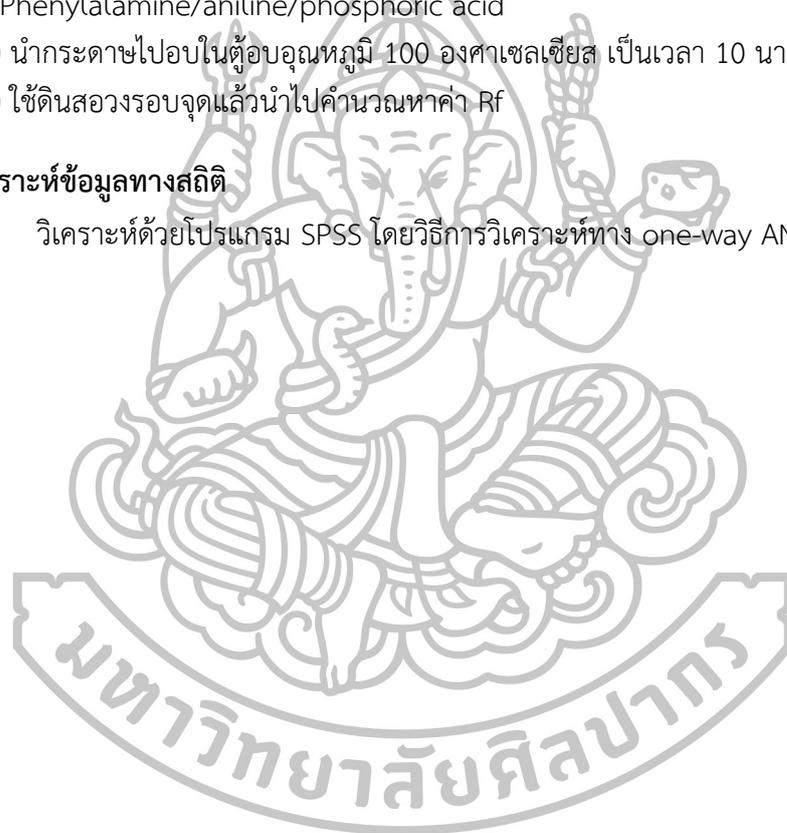 Phenylalamine/aniline/phosphoric acid
นำกระดาษไปอบในตู้อบอุณหภูมิ 100 องศาเซลเซียส เป็นเวลา 10 นา
ใช้ดินสอวงรอบจุดแล้วนำไปคำนวณหาค่า Rf
ราะห์ข้อมูลทางสถิติ
วิเคราะห์ด้วยโปรแกรม SPSS โดยวิธีการวิเคราะห์ทาง one-way AN
มหาวิทยาลัยศิลปากร